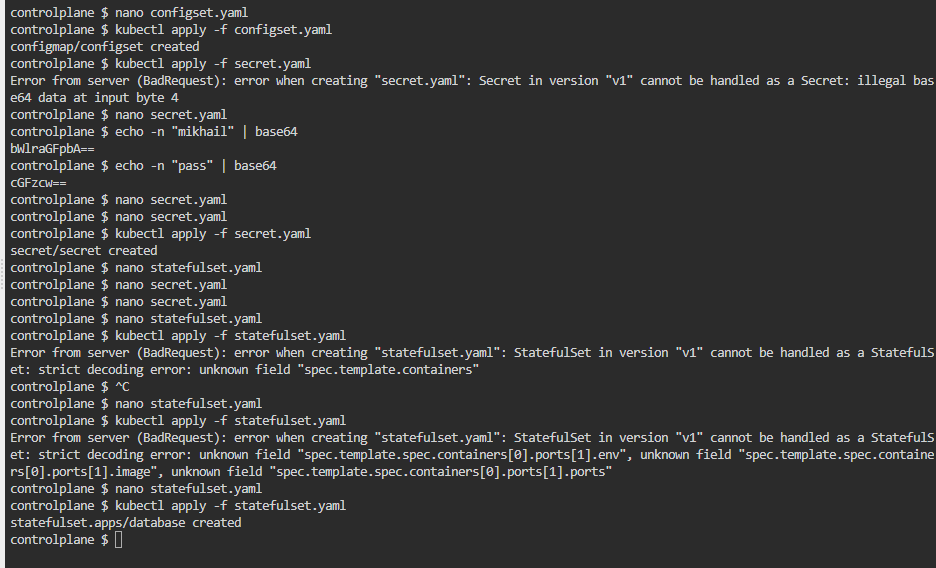 controlplane $ nano configset.yaml
controlplane $ kubectl apply -f configset.yaml
configmap/configset created
controlplane $ kubectl apply -f secret.yaml
Error from server (BadRequest): error when creating "secret.yaml": Secret in version "v1" cannot be handled as a Secret: illegal bas
e64 data at input byte 4
controlplane $ nano secret.yaml
controlplane $ echo -n "mikhail" | base64
bWlraGFpbA==
controlplane $ echo -n "pass" | base64
cGFzcw==
controlplane $ nano secret.yaml
controlplane $ nano secret.yaml
controlplane $ kubectl apply -f secret.yaml
secret/secret created
controlplane $ nano statefulset.yaml
controlplane $ nano secret.yaml
controlplane $ nano secret.yaml
controlplane $ nano statefulset.yaml
controlplane $ kubectl apply -f statefulset.yaml
Error from server (BadRequest): error when creating "statefulset.yaml": StatefulSet in version "v1" cannot be handled as a StatefulS
et: strict decoding error: unknown field "spec.template.containers"
controlplane $ ^C
controlplane $ nano statefulset.yaml
controlplane $ kubectl apply -f statefulset.yaml
Error from server (BadRequest): error when creating "statefulset.yaml": StatefulSet in version "v1" cannot be handled as a StatefulS
et: strict decoding error: unknown field "spec.template.spec.containers[0].ports[1].env", unknown field "spec.template.spec.containe
rs[0].ports[1].image", unknown field "spec.template.spec.containers[0].ports[1].ports"
controlplane $ nano statefulset.yaml
controlplane $ kubectl apply -f statefulset.yaml
statefulset.apps/database created
controlplane $